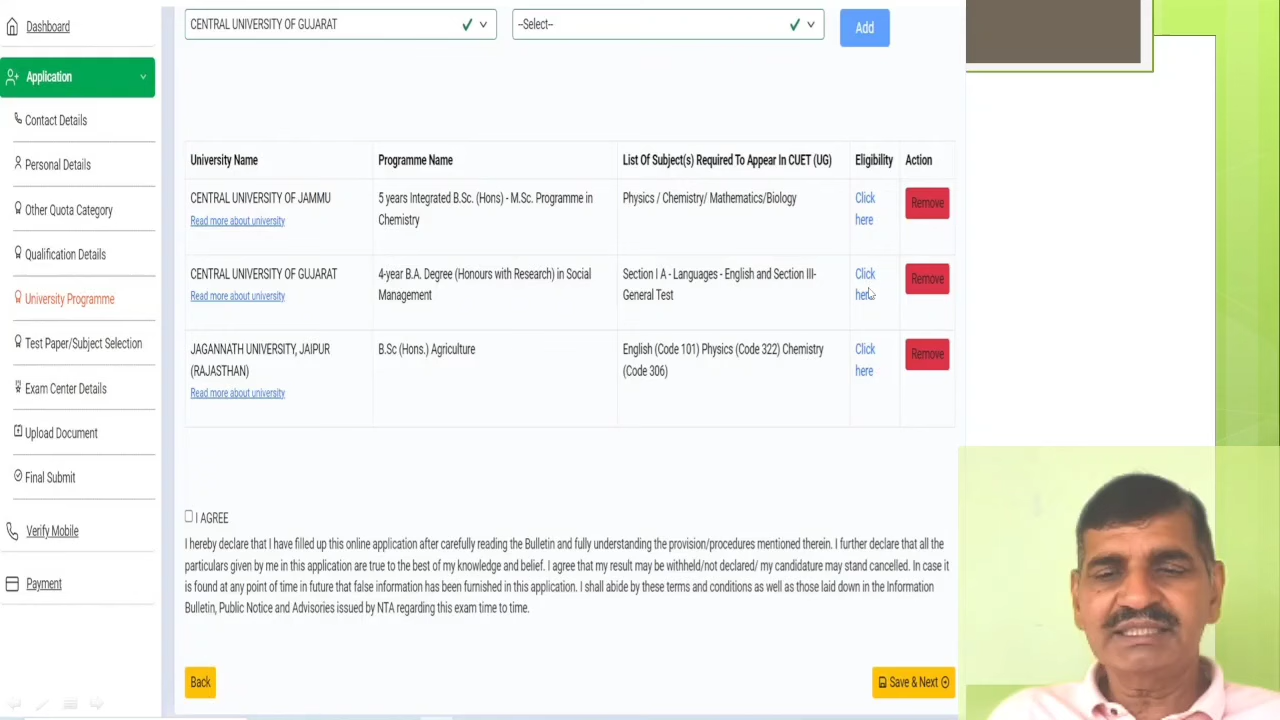 CENTRAL UNIVERSITY OF GUJARAT
--Select--
Add
Dashboard
Application
Contact Details
Personal Details
Other Quota Category
Qualification Details
University Programme
Test Paper/Subject Selection
Exam Center Details
Upload Document
Final Submit
Verify Mobile
Payment
University Name
Programme Name
List Of Subject(s) Required To Appear In CUET (UG)
Eligibility
Action
CENTRAL UNIVERSITY OF JAMMU
Read more about university
5 years Integrated B.Sc. (Hons) - M.Sc. Programme in
Chemistry
Physics / Chemistry/ Mathematics/Biology
Click
here
Remove
CENTRAL UNIVERSITY OF GUJARAT
Read more about university
4-year B.A. Degree (Honours with Research) in Social
Management
Section I A - Languages - English and Section III-
General Test
Click
here
Remove
JAGANNATH UNIVERSITY, JAIPUR
(RAJASTHAN)
Read more about university
B.Sc (Hons.) Agriculture
English (Code 101) Physics (Code 322) Chemistry
(Code 306)
Click
here
Remove
I AGREE
I hereby declare that I have filled up this online application after carefully reading the Bulletin and fully understanding the provision/procedures mentioned therein. I further declare that all the
particulars given by me in this application are true to the best of my knowledge and belief. I agree that my result may be withheld/not declared/ my candidature may stand cancelled. In case it
is found at any point of time in future that false information has been furnished in this application. I shall abide by these terms and conditions as well as those laid down in the Information
Bulletin, Public Notice and Advisories issued by NTA regarding this exam time to time.
Back
Save & Next